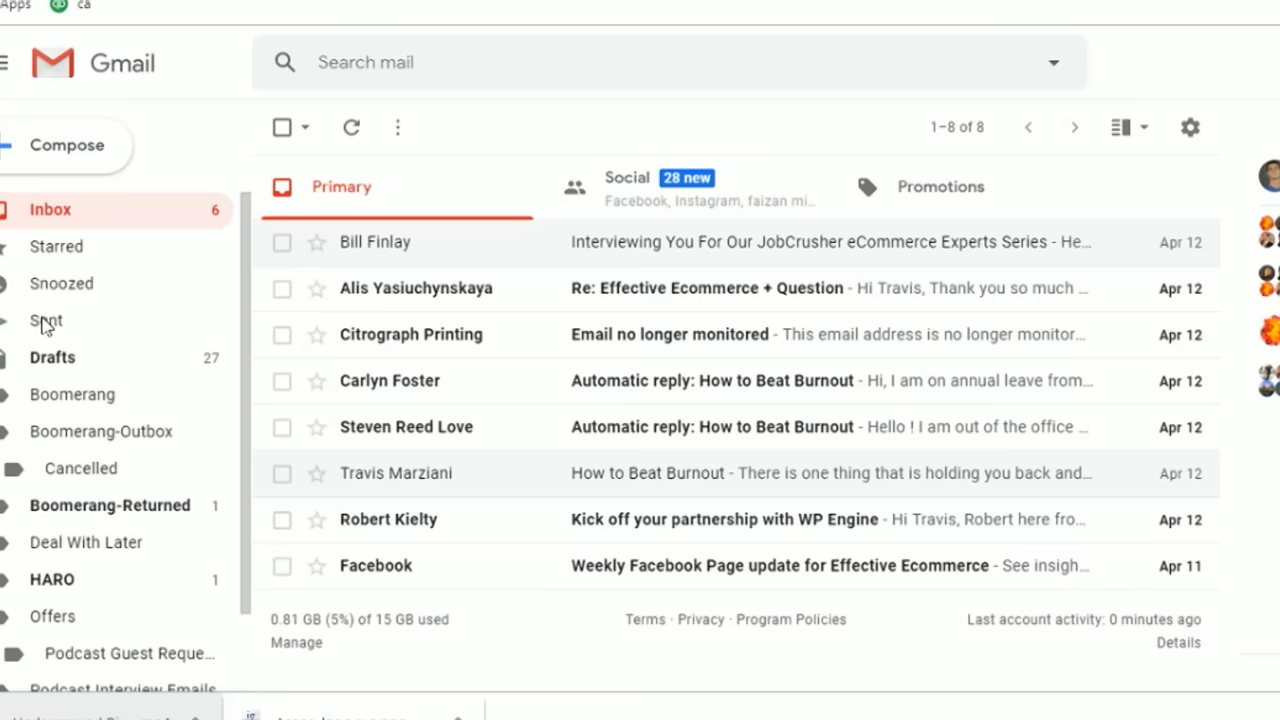 Apps ca
Gmail
Search mail
1–8 of 8
Compose
Primary
Social 28 new
Facebook, Instagram, faizan mi...
Promotions
Inbox 6
Starred
Snoozed
Sent
Drafts 27
Boomerang
Boomerang-Outbox
Cancelled
Boomerang-Returned 1
Deal With Later
HARO 1
Offers
Podcast Guest Reque...
Podcast Interview Emails
Bill Finlay Interviewing You For Our JobCrusher eCommerce Experts Series - He... Apr 12
Alis Yasiuchynskaya Re: Effective Ecommerce + Question - Hi Travis, Thank you so much ... Apr 12
Citrograph Printing Email no longer monitored - This email address is no longer monitor... Apr 12
Carlyn Foster Automatic reply: How to Beat Burnout - Hi, I am on annual leave from... Apr 12
Steven Reed Love Automatic reply: How to Beat Burnout - Hello ! I am out of the office ... Apr 12
Travis Marziani How to Beat Burnout - There is one thing that is holding you back and... Apr 12
Robert Kielty Kick off your partnership with WP Engine - Hi Travis, Robert here fro... Apr 12
Facebook Weekly Facebook Page update for Effective Ecommerce - See insigh... Apr 11
0.81 GB (5%) of 15 GB used
Manage
Terms · Privacy · Program Policies
Last account activity: 0 minutes ago
Details